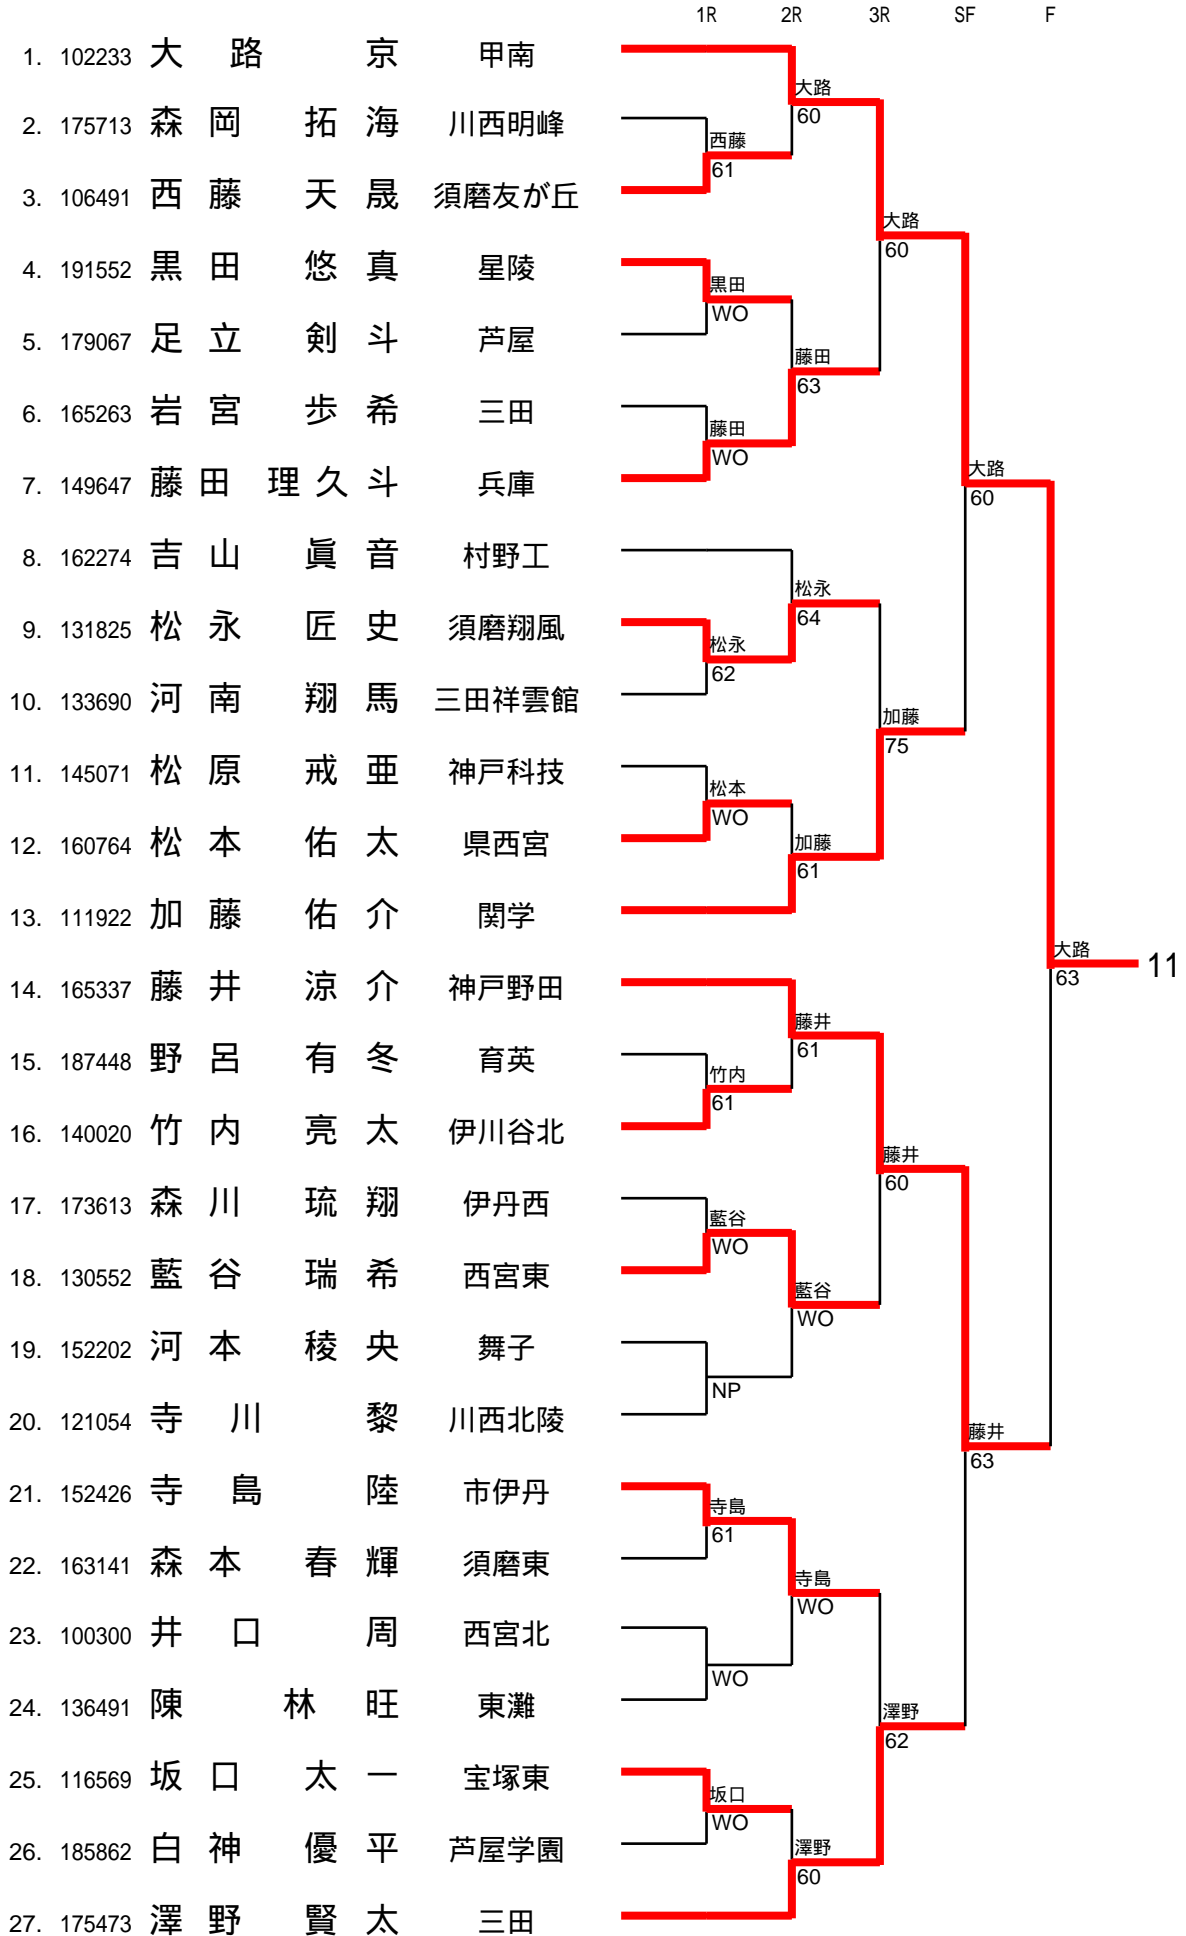 1R 2R 3R SF F
1. 102233 大路 京 甲南
大路
60
2. 175713 森岡 拓海 川西明峰
西藤
61
3. 106491 西藤 天晟 須磨友が丘
大路
60
4. 191552 黒田 悠真 星陵
黒田
WO
5. 179067 足立 剣斗 芦屋
藤田
63
6. 165263 岩宮 歩希 三田
藤田
WO
7. 149647 藤田 理久斗 兵庫
大路
60
8. 162274 吉山 眞音 村野工
松永
64
9. 131825 松永 匠史 須磨翔風
松永
62
10. 133690 河南 翔馬 三田祥雲館
加藤
75
11. 145071 松原 戒亜 神戸科技
松本
WO
12. 160764 松本 佑太 県西宮
加藤
61
13. 111922 加藤 佑介 関学
大路
63
11
14. 165337 藤井 涼介 神戸野田
藤井
61
15. 187448 野呂 有冬 育英
竹内
61
16. 140020 竹内 亮太 伊川谷北
藤井
60
17. 173613 森川 琉翔 伊丹西
藍谷
WO
18. 130552 藍谷 瑞希 西宮東
藍谷
WO
19. 152202 河本 稜央 舞子
NP
20. 121054 寺川 黎 川西北陵
藤井
63
21. 152426 寺島 陸 市伊丹
寺島
61
22. 163141 森本 春輝 須磨東
寺島
WO
23. 100300 井口 周 西宮北
WO
24. 136491 陳 林旺 東灘
澤野
62
25. 116569 坂口 太一 宝塚東
坂口
WO
26. 185862 白神 優平 芦屋学園
澤野
60
27. 175473 澤野 賢太 三田